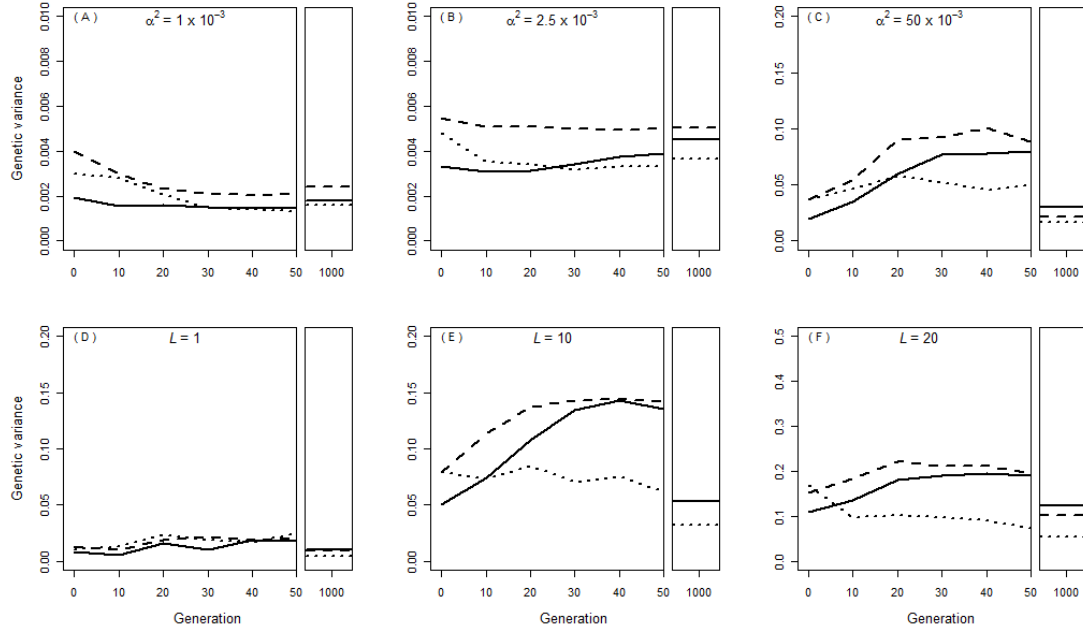 ( A ) α² = 1 x 10⁻³
( B ) α² = 2.5 x 10⁻³
( C ) α² = 50 x 10⁻³
Genetic variance
0.010
0.008
0.006
0.004
0.002
0.000
0.010
0.008
0.006
0.004
0.002
0.000
0.20
0.15
0.10
0.05
0.00
0 10 20 30 40 50 1000
0 10 20 30 40 50 1000
0 10 20 30 40 50 1000
( D ) L = 1
( E ) L = 10
( F ) L = 20
Genetic variance
0.20
0.15
0.10
0.05
0.00
0.20
0.15
0.10
0.05
0.00
0.5
0.4
0.3
0.2
0.1
0.0
0 10 20 30 40 50 1000
0 10 20 30 40 50 1000
0 10 20 30 40 50 1000
Generation
Generation
Generation